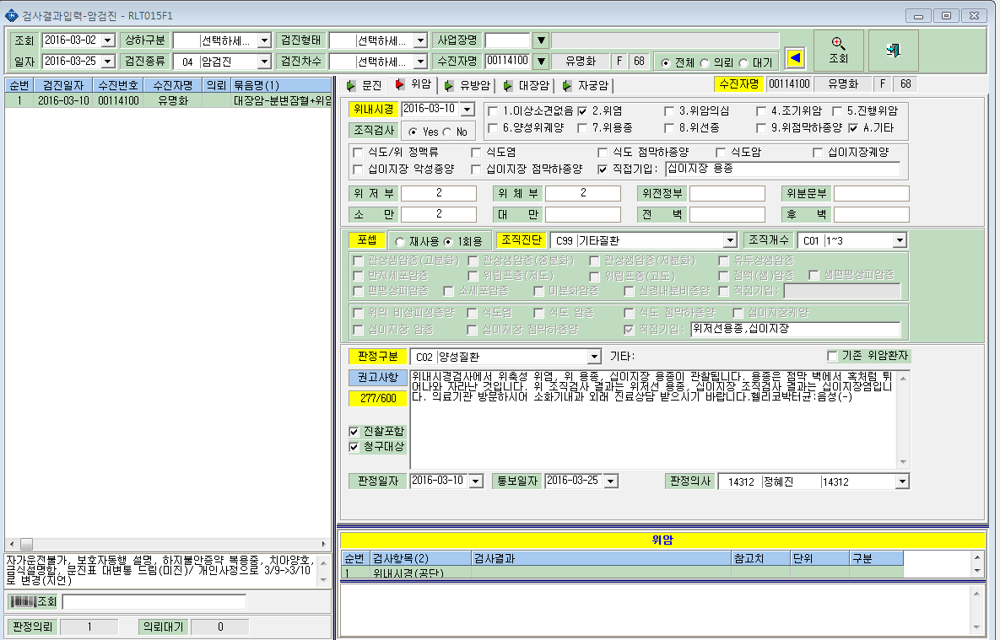 검사결과입력-암검진 - RLT015F1
조회 2016-03-02 상하구분 선택하세... 검진형태 선택하세... 사업장명
일자 2016-03-25 검진종류 04 암검진 검진차수 선택하세... 수진자명 00114100 유명화 F 68 전체 의뢰 대기
조회
순번 검진일자 수진번호 수진자명 의뢰 묶음명(1)
1 2016-03-10 00114100 유명화 대장암-분변잠혈+위암
문진 위암 유방암 대장암 자궁암 수진자명 00114100 유명화 F 68
위내시경 2016-03-10 1.이상소견없음 2.위염 3.위암의심 4.조기위암 5.진행위암
조직검사 Yes No 6.양성위궤양 7.위용종 8.위선종 9.위점막하종양 A.기타
식도/위 정맥류 식도염 식도 점막하종양 식도암 십이지장궤양
십이지장 악성종양 십이지장 점막하종양 직접기입: 십이지장 용종
위 저 부 2 위 체 부 2 위전정부 위분문부
소 만 2 대 만 전 벽 후 벽
포셉 재사용 1회용 조직진단 C99 기타질환 조직개수 C01 1~3
관상샘암종(고분화) 관상샘암종(중분화) 관상샘암종(저분화) 유두상샘암종
반지세포암종 위림프종(저도) 위림프종(고도) 점액(샘)암종 샘편평상피암종
편평상피암종 소세포암종 미분화암종 신경내분비종양 직접기입:
위의 비상피성종양 식도염 식도 암종 식도 점막하종양 십이지장궤양
십이지장 암종 십이지장 점막하종양 직접기입: 위저선용종,십이지장
판정구분 C02 양성질환 기타: 기존 위암환자
권고사항 위내시경검사에서 위축성 위염, 위 용종, 십이지장 용종이 관찰됩니다. 용종은 점막 벽에서 혹처럼 튀
어나와 자라난 것입니다. 위 조직검사 결과는 위저선 용종, 십이지장 조직검사 결과는 십이지장염입니
다. 의료기관 방문하시어 소화기내과 외래 진료상담 받으시기 바랍니다.헬리코박터균:음성(-)
277/600
진찰포함
청구대상
판정일자 2016-03-10 통보일자 2016-03-25 판정의사 14312 정혜진 14312
위암
순번 검사항목(2) 검사결과 참고치 단위 구분
1 위내시경(공단)
자가운전불가, 보호자동행 설명, 하지불안증약 복용중, 치아양호,
금식설명함, 문진표 대변통 드림(미진)/ 개인사정으로 3/9->3/10
로 변경(지언)
조회
판정의뢰 1 의뢰대기 0